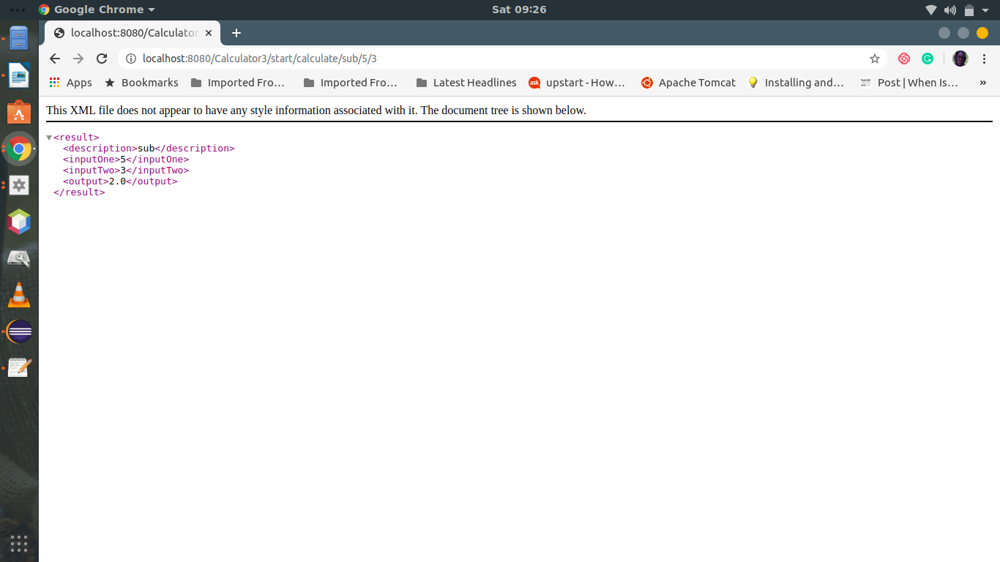 Google Chrome
Sat 09:26
localhost:8080/Calculator
localhost:8080/Calculator3/start/calculate/sub/5/3
Apps Bookmarks Imported Fro... Imported Fro... Latest Headlines ask upstart - How... Apache Tomcat Installing and... Post | When Is... »
This XML file does not appear to have any style information associated with it. The document tree is shown below.
<result>
<description>sub</description>
<inputOne>5</inputOne>
<inputTwo>3</inputTwo>
<output>2.0</output>
</result>